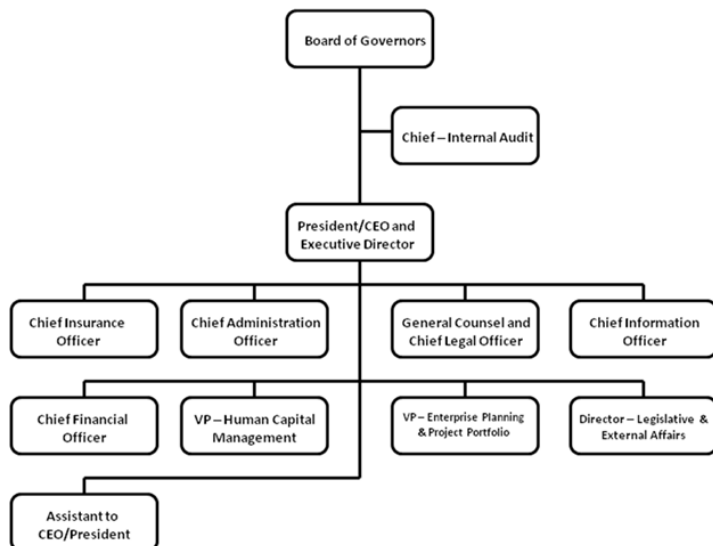 Board of Governors
Chief – Internal Audit
President/CEO and
Executive Director
Chief Insurance
Officer
Chief Administration
Officer
General Counsel and
Chief Legal Officer
Chief Information
Officer
Chief Financial
Officer
VP – Human Capital
Management
VP – Enterprise Planning
& Project Portfolio
Director – Legislative &
External Affairs
Assistant to
CEO/President